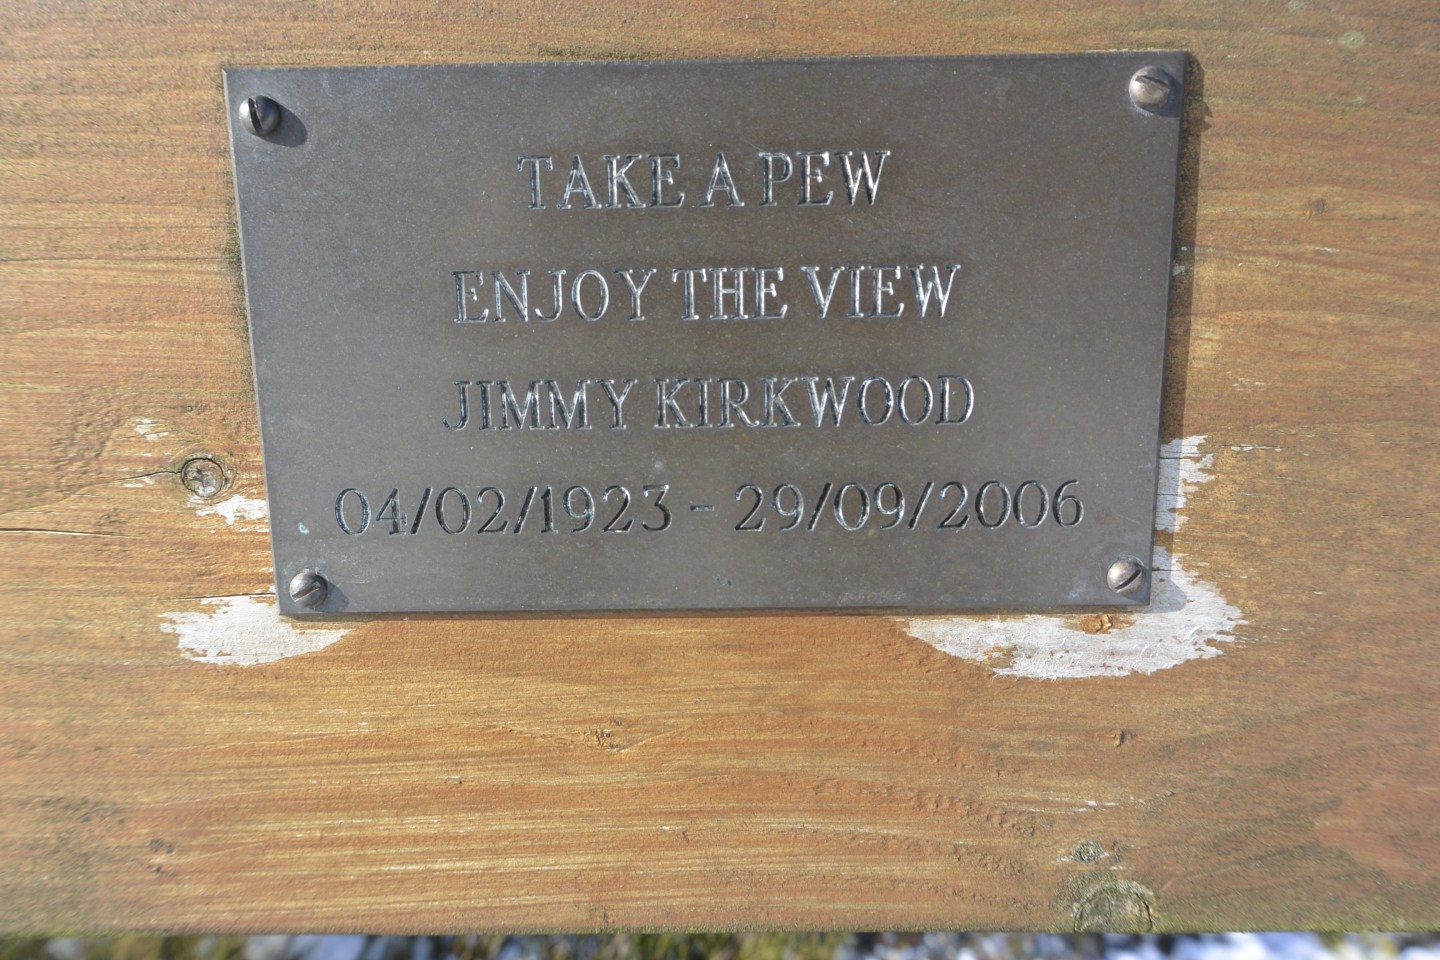 TAKE A PEW
ENJOY THE VIEW
JIMMY KIRKWOOD
04/02/1923 - 29/09/2006